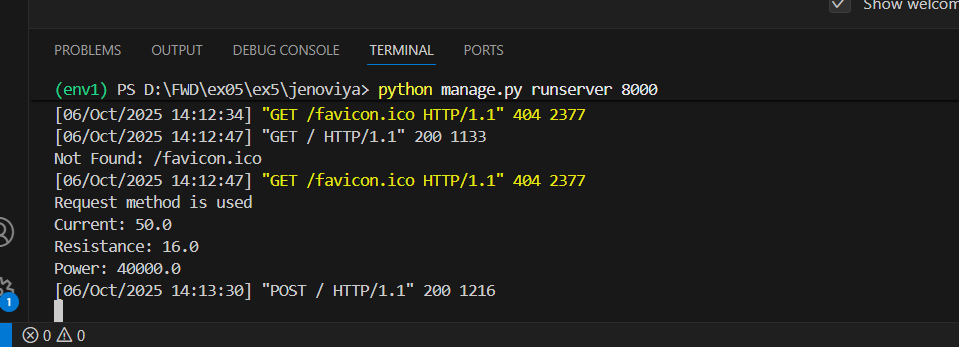 Show welcom
PROBLEMS OUTPUT DEBUG CONSOLE TERMINAL PORTS
(env1) PS D:\FWD\ex05\ex5\jenoviya> python manage.py runserver 8000
[06/Oct/2025 14:12:34] "GET /favicon.ico HTTP/1.1" 404 2377
[06/Oct/2025 14:12:47] "GET / HTTP/1.1" 200 1133
Not Found: /favicon.ico
[06/Oct/2025 14:12:47] "GET /favicon.ico HTTP/1.1" 404 2377
Request method is used
Current: 50.0
Resistance: 16.0
Power: 40000.0
[06/Oct/2025 14:13:30] "POST / HTTP/1.1" 200 1216
1
0 0